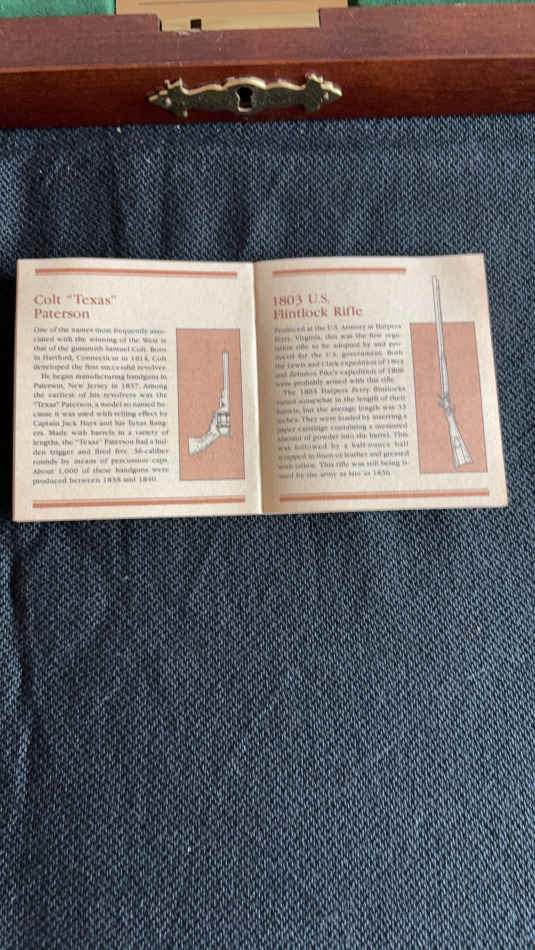 Colt "Texas"
Paterson
One of the names most frequently asso-
ciated with the winning of the West is
that of the gunsmith Samuel Colt. Born
in Hartford, Connecticut in 1814, Colt
developed the first successful revolver.
He began manufacturing handguns in
Paterson, New Jersey in 1837. Among
the earliest of his revolvers was the
"Texas" Paterson, a model so named be-
cause it was used with telling effect by
Captain Jack Hays and his Texas Rang-
ers. Made with barrels in a variety of
lengths, the "Texas" Paterson had a hid-
den trigger and fired five .36-caliber
rounds by means of percussion caps.
About 1,000 of these handguns were
produced between 1838 and 1840.
1803 U.S.
Flintlock Rifle
Produced at the U.S. Armory at Harpers
Ferry, Virginia, this was the first regu-
lation rifle to be adopted by and pro-
duced for the U.S. government. Both
the Lewis and Clark expedition of 1804
and Zebulon Pike's expedition of 1806
were probably armed with this rifle.
The 1803 Harpers Ferry flintlocks
varied somewhat in the length of their
barrels, but the average length was 33
inches. They were loaded by inserting a
paper cartridge containing a measured
amount of powder into the barrel. This
was followed by a half-ounce ball
wrapped in linen or leather and greased
with tallow. This rifle was still being is-
sued by the army as late as 1836.